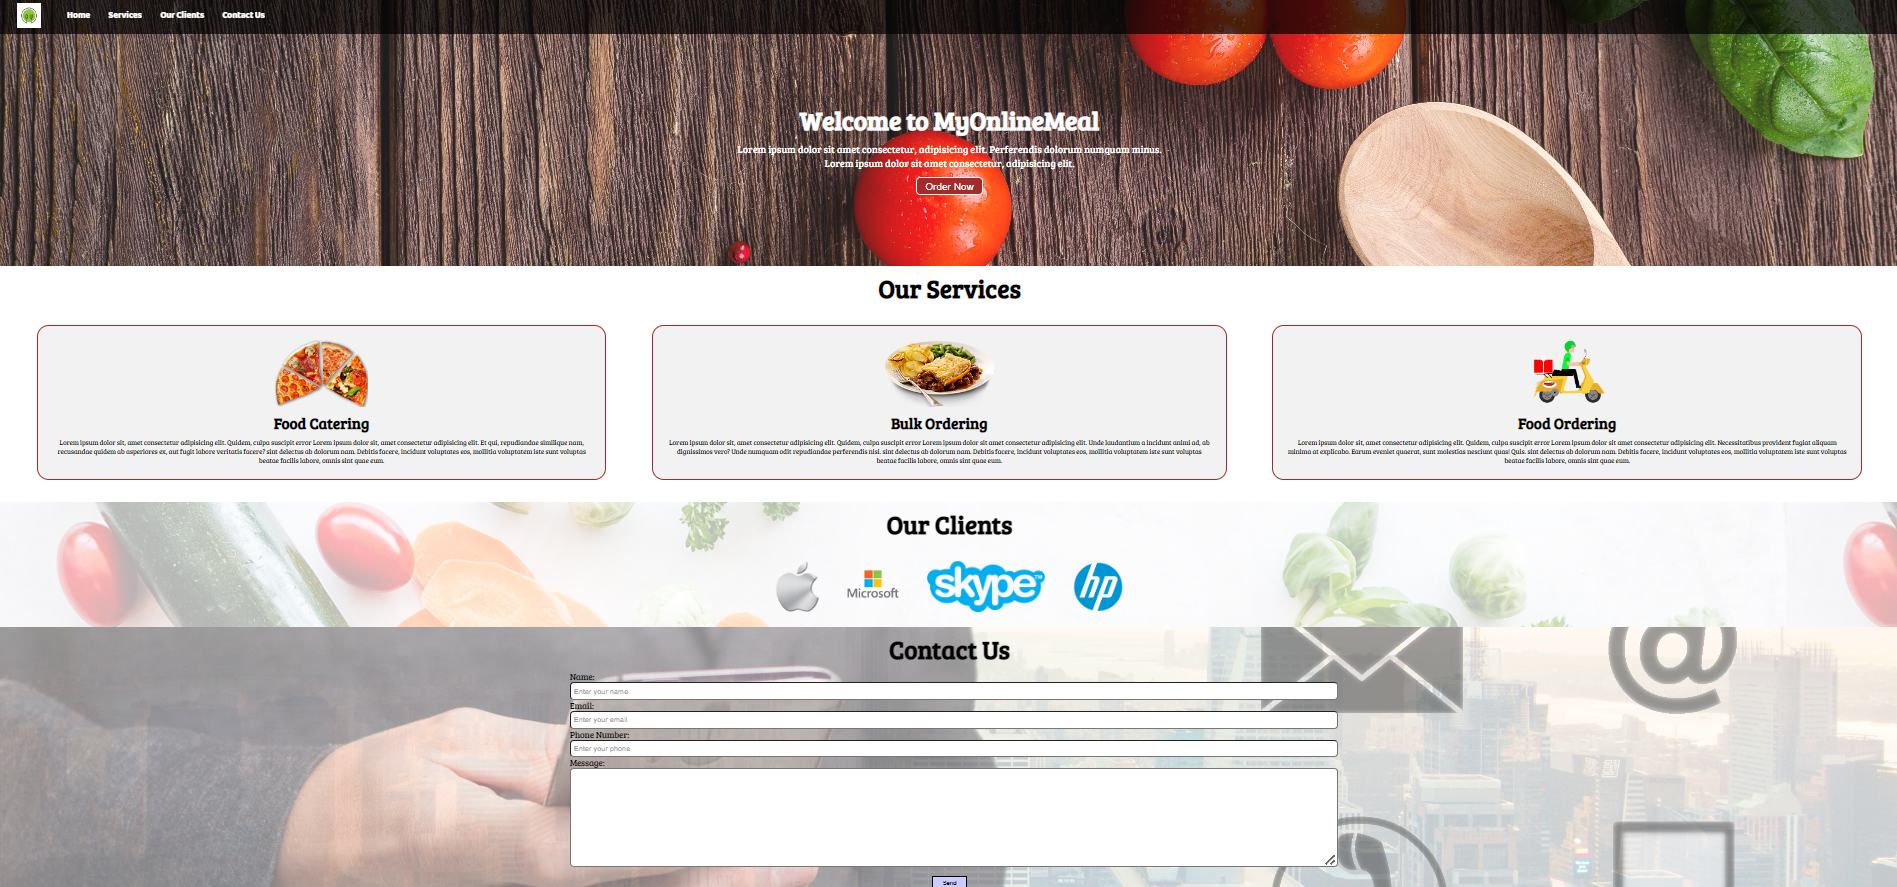 Home Services Our Clients Contact Us
Welcome to MyOnlineMeal
Lorem ipsum dolor sit amet consectetur, adipisicing elit. Perferendis dolorum numquam minus.
Lorem ipsum dolor sit amet consectetur, adipisicing elit.
Order Now
Our Services
Food Catering
Lorem ipsum dolor sit, amet consectetur adipisicing elit. Quidem, culpa suscipit error Lorem ipsum dolor sit, amet consectetur adipisicing elit. Et qui, repudiandae similique nam,
recusandae quidem ab asperiores ex, aut fugit labore veritatis facere? sint delectus ab dolorum nam. Debitis facere, incidunt voluptates eos, mollitia voluptatem iste sunt voluptas
beatae facilis labore, omnis sint quae eum.
Bulk Ordering
Lorem ipsum dolor sit, amet consectetur adipisicing elit. Quidem, culpa suscipit error Lorem ipsum dolor sit amet consectetur adipisicing elit. Unde laudantium a incidunt animi ad, ab
dignissimos vero? Unde numquam odit repudiandae perferendis nisi. sint delectus ab dolorum nam. Debitis facere, incidunt voluptates eos, mollitia voluptatem iste sunt voluptas
beatae facilis labore, omnis sint quae eum.
Food Ordering
Lorem ipsum dolor sit, amet consectetur adipisicing elit. Quidem, culpa suscipit error Lorem ipsum dolor sit amet consectetur adipisicing elit. Necessitatibus provident fugiat aliquam
minima at explicabo. Earum eveniet quaerat, sunt molestias nesciunt quas! Quis. sint delectus ab dolorum nam. Debitis facere, incidunt voluptates eos, mollitia voluptatem iste sunt voluptas
beatae facilis labore, omnis sint quae eum.
Our Clients
Microsoft
skype™
hp
Contact Us
Name:
Enter your name
Email:
Enter your email
Phone Number:
Enter your phone
Message:
Send
@